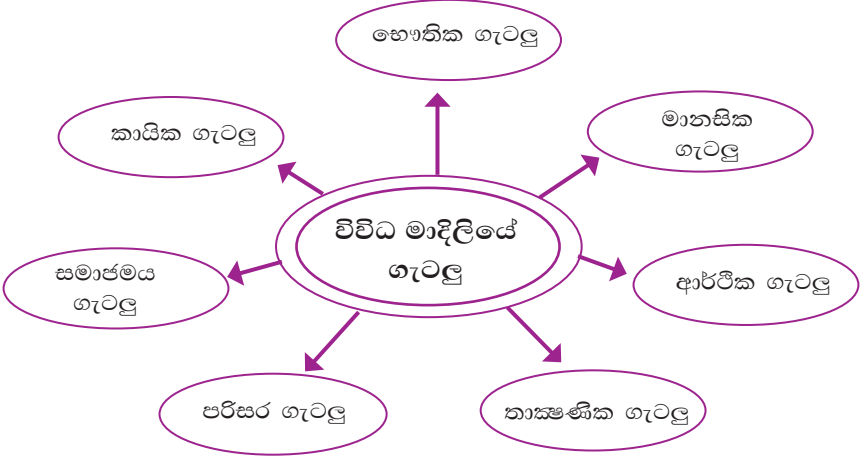 භෞතික ගැටලු
කායික ගැටලු
මානසික
ගැටලු
විවිධ මාදිලියේ
ගැටලු
සමාජමය
ගැටලු
ආර්ථික ගැටලු
පරිසර ගැටලු
තාක්‍ෂණික ගැටලු